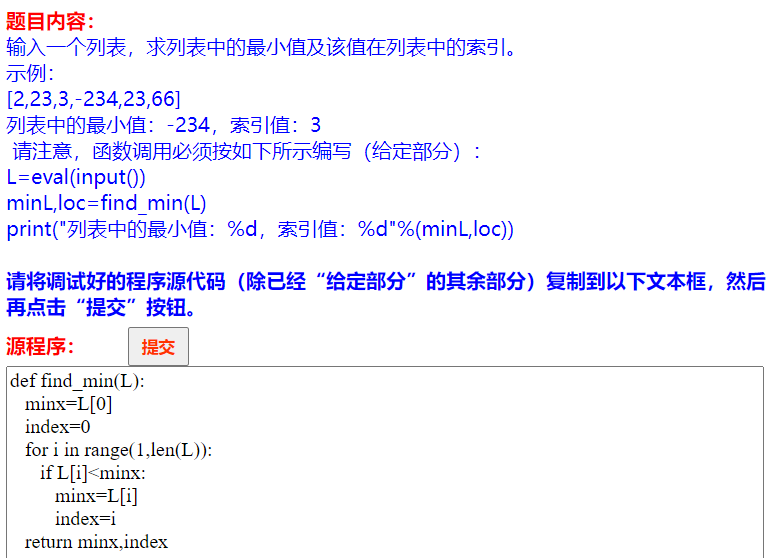 题目内容：
输入一个列表，求列表中的最小值及该值在列表中的索引。
示例：
[2,23,3,-234,23,66]
列表中的最小值：-234，索引值：3
请注意，函数调用必须按如下所示编写（给定部分）：
L=eval(input())
minL,loc=find_min(L)
print("列表中的最小值：%d，索引值：%d"%(minL,loc))
请将调试好的程序源代码（除已经“给定部分”的其余部分）复制到以下文本框，然后
再点击“提交”按钮。
源程序： 提交
def find_min(L):
   minx=L[0]
   index=0
   for i in range(1,len(L)):
      if L[i]<minx:
         minx=L[i]
         index=i
   return minx,index